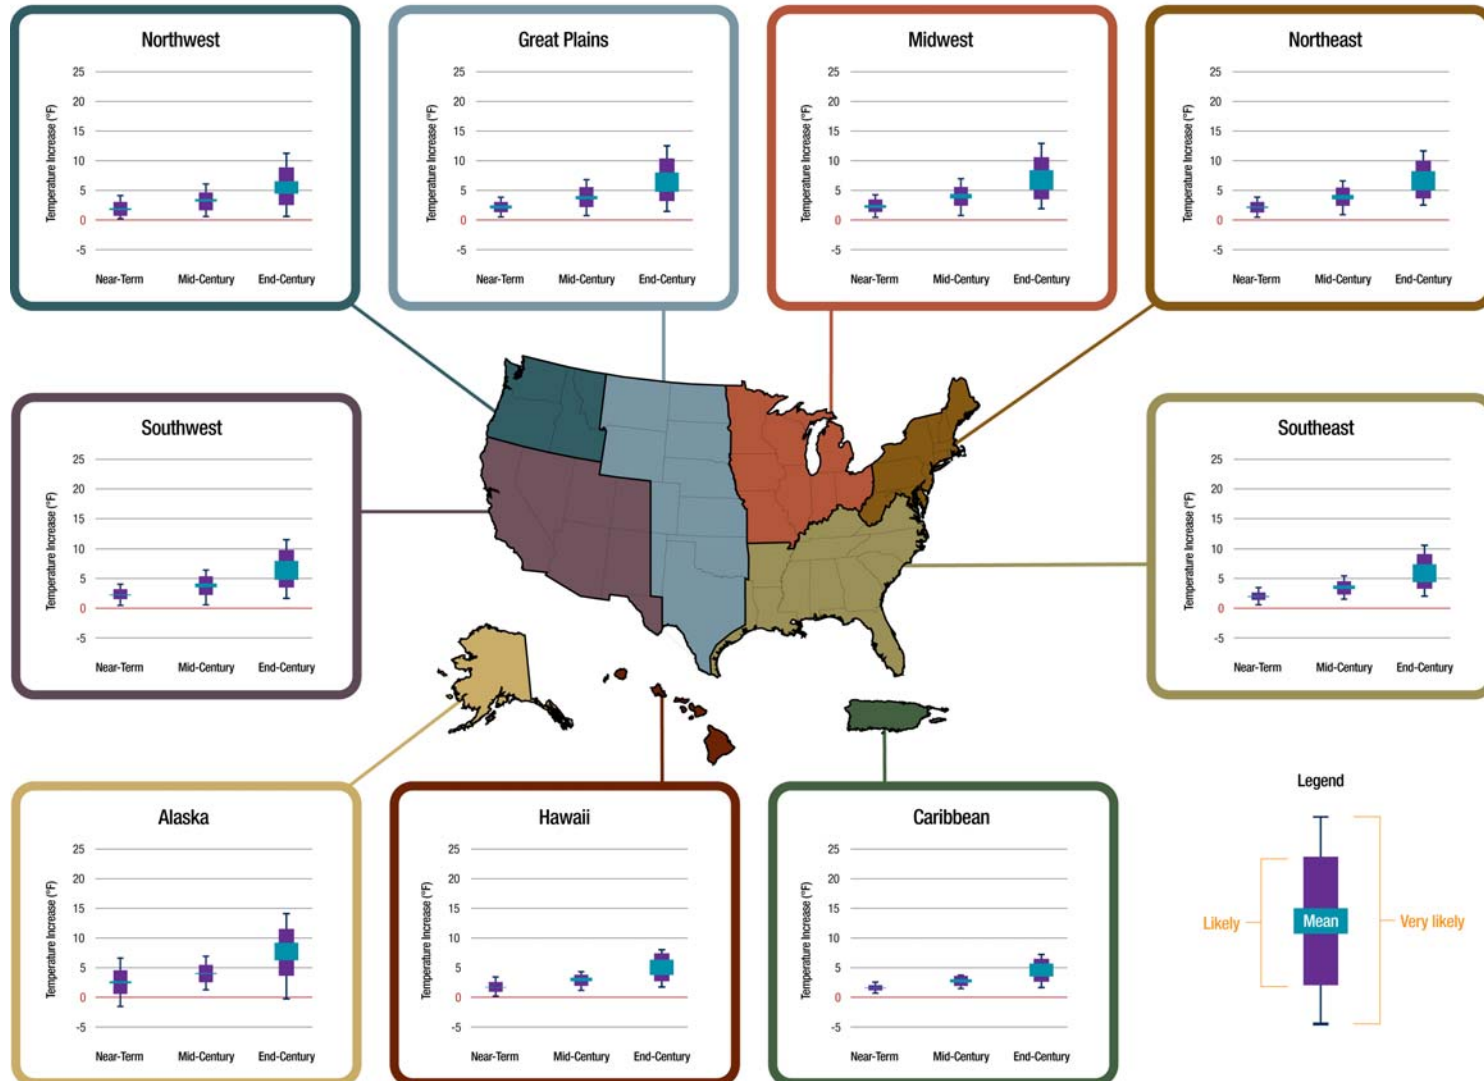 Northwest
Temperature Increase (°F)
25
20
15
10
5
0
-5
Near-Term Mid-Century End-Century
Great Plains
Temperature Increase (°F)
25
20
15
10
5
0
-5
Near-Term Mid-Century End-Century
Midwest
Temperature Increase (°F)
25
20
15
10
5
0
-5
Near-Term Mid-Century End-Century
Northeast
Temperature Increase (°F)
25
20
15
10
5
0
-5
Near-Term Mid-Century End-Century
Southwest
Temperature Increase (°F)
25
20
15
10
5
0
-5
Near-Term Mid-Century End-Century
Southeast
Temperature Increase (°F)
25
20
15
10
5
0
-5
Near-Term Mid-Century End-Century
Alaska
Temperature Increase (°F)
25
20
15
10
5
0
-5
Near-Term Mid-Century End-Century
Hawaii
Temperature Increase (°F)
25
20
15
10
5
0
-5
Near-Term Mid-Century End-Century
Caribbean
Temperature Increase (°F)
25
20
15
10
5
0
-5
Near-Term Mid-Century End-Century
Legend
Likely Mean Very likely